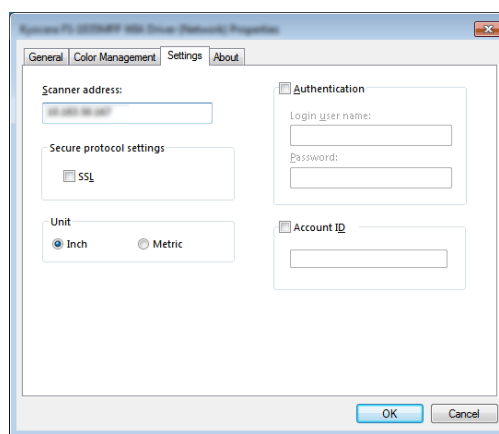 General Color Management Settings About
Scanner address:
Authentication
Login user name:
Password:
Secure protocol settings
SSL
Unit
Inch Metric
Account ID
OK Cancel